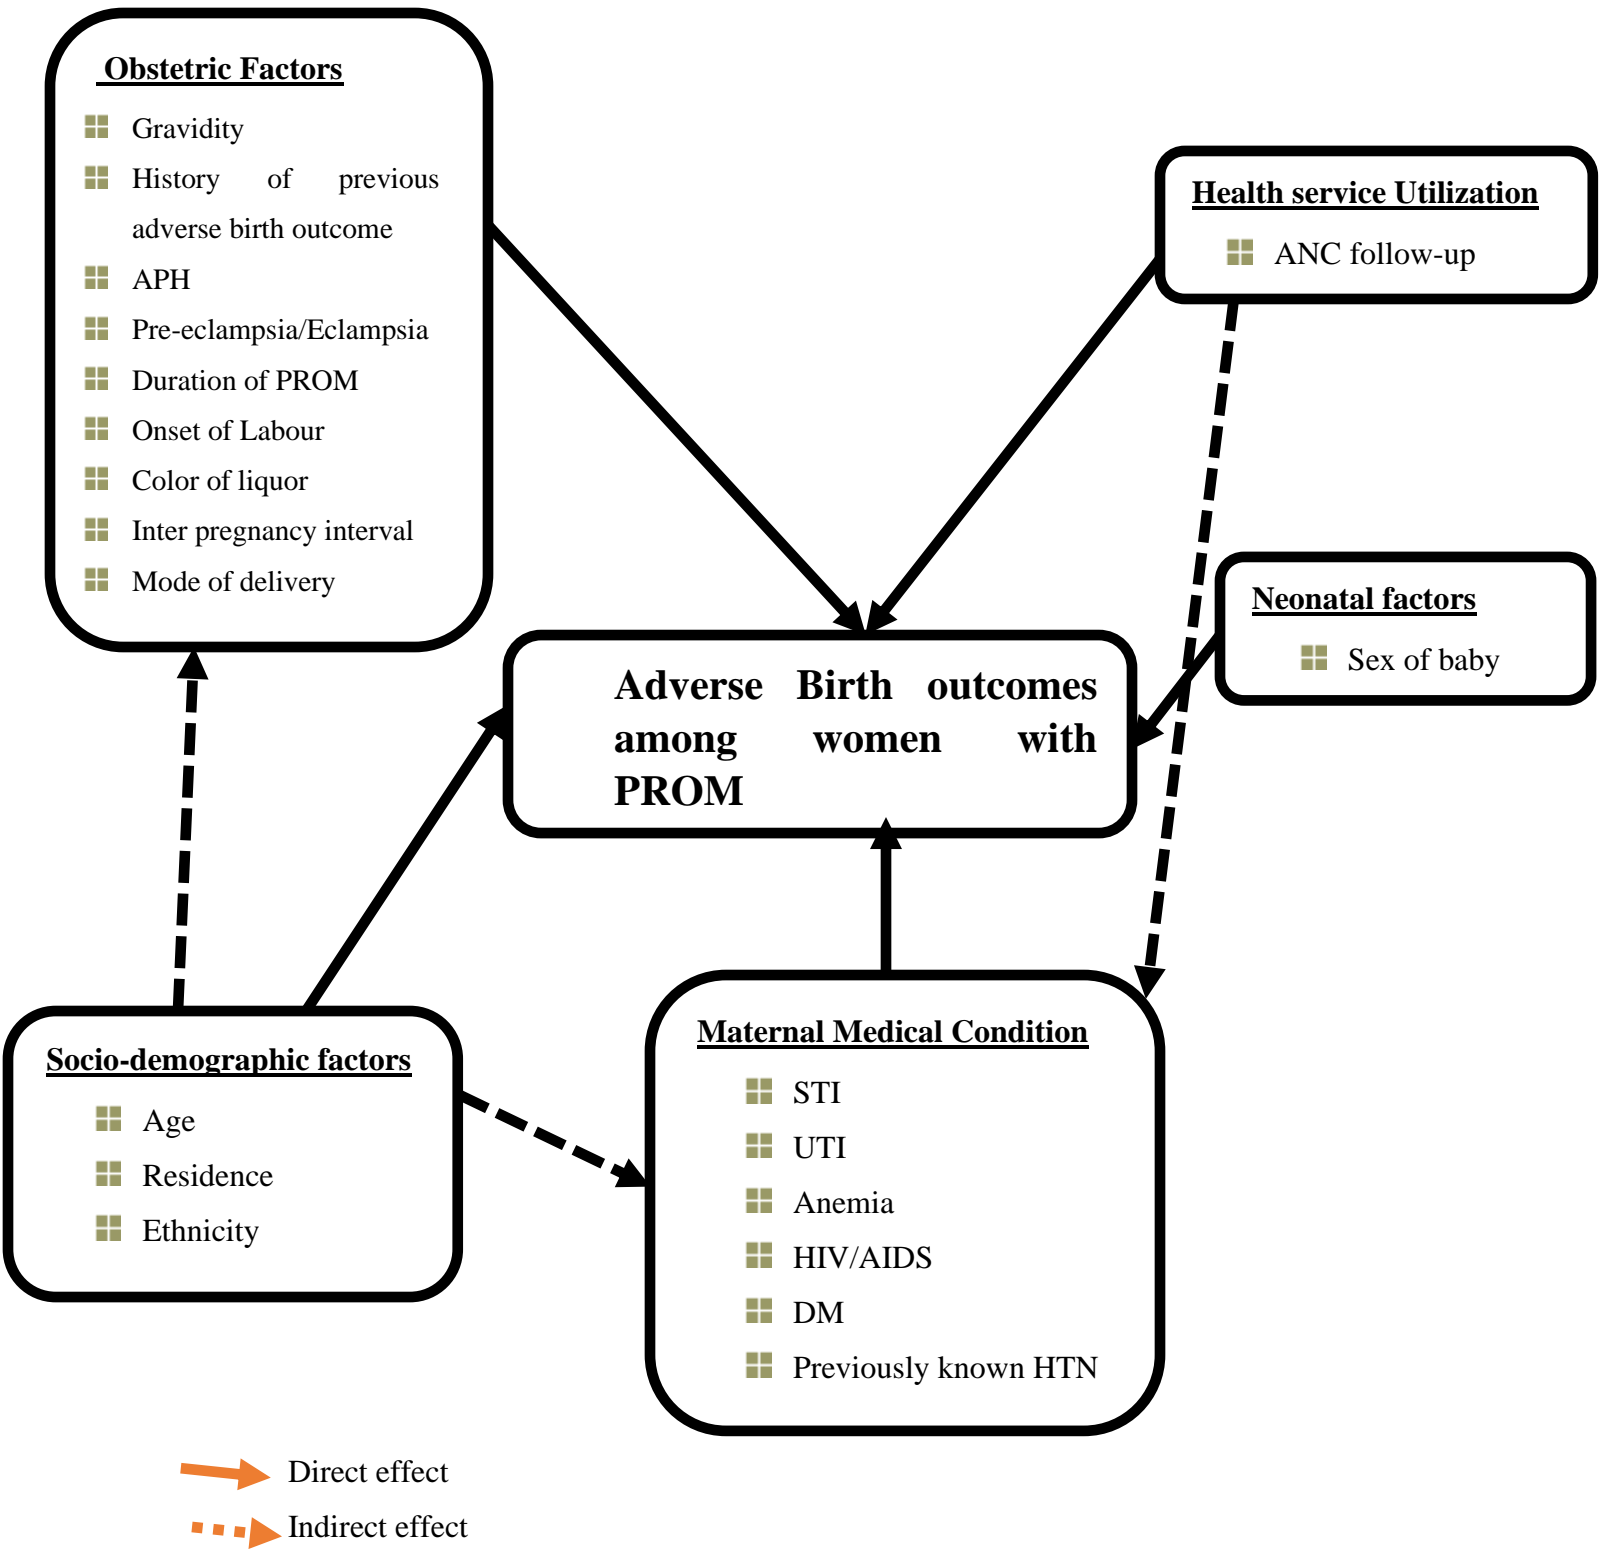 Obstetric Factors
Gravidity
History of previous
adverse birth outcome
APH
Pre-eclampsia/Eclampsia
Duration of PROM
Onset of Labour
Color of liquor
Inter pregnancy interval
Mode of delivery
Health service Utilization
ANC follow-up
Neonatal factors
Sex of baby
Adverse Birth outcomes
among women with
PROM
Socio-demographic factors
Age
Residence
Ethnicity
Maternal Medical Condition
STI
UTI
Anemia
HIV/AIDS
DM
Previously known HTN
Direct effect
Indirect effect